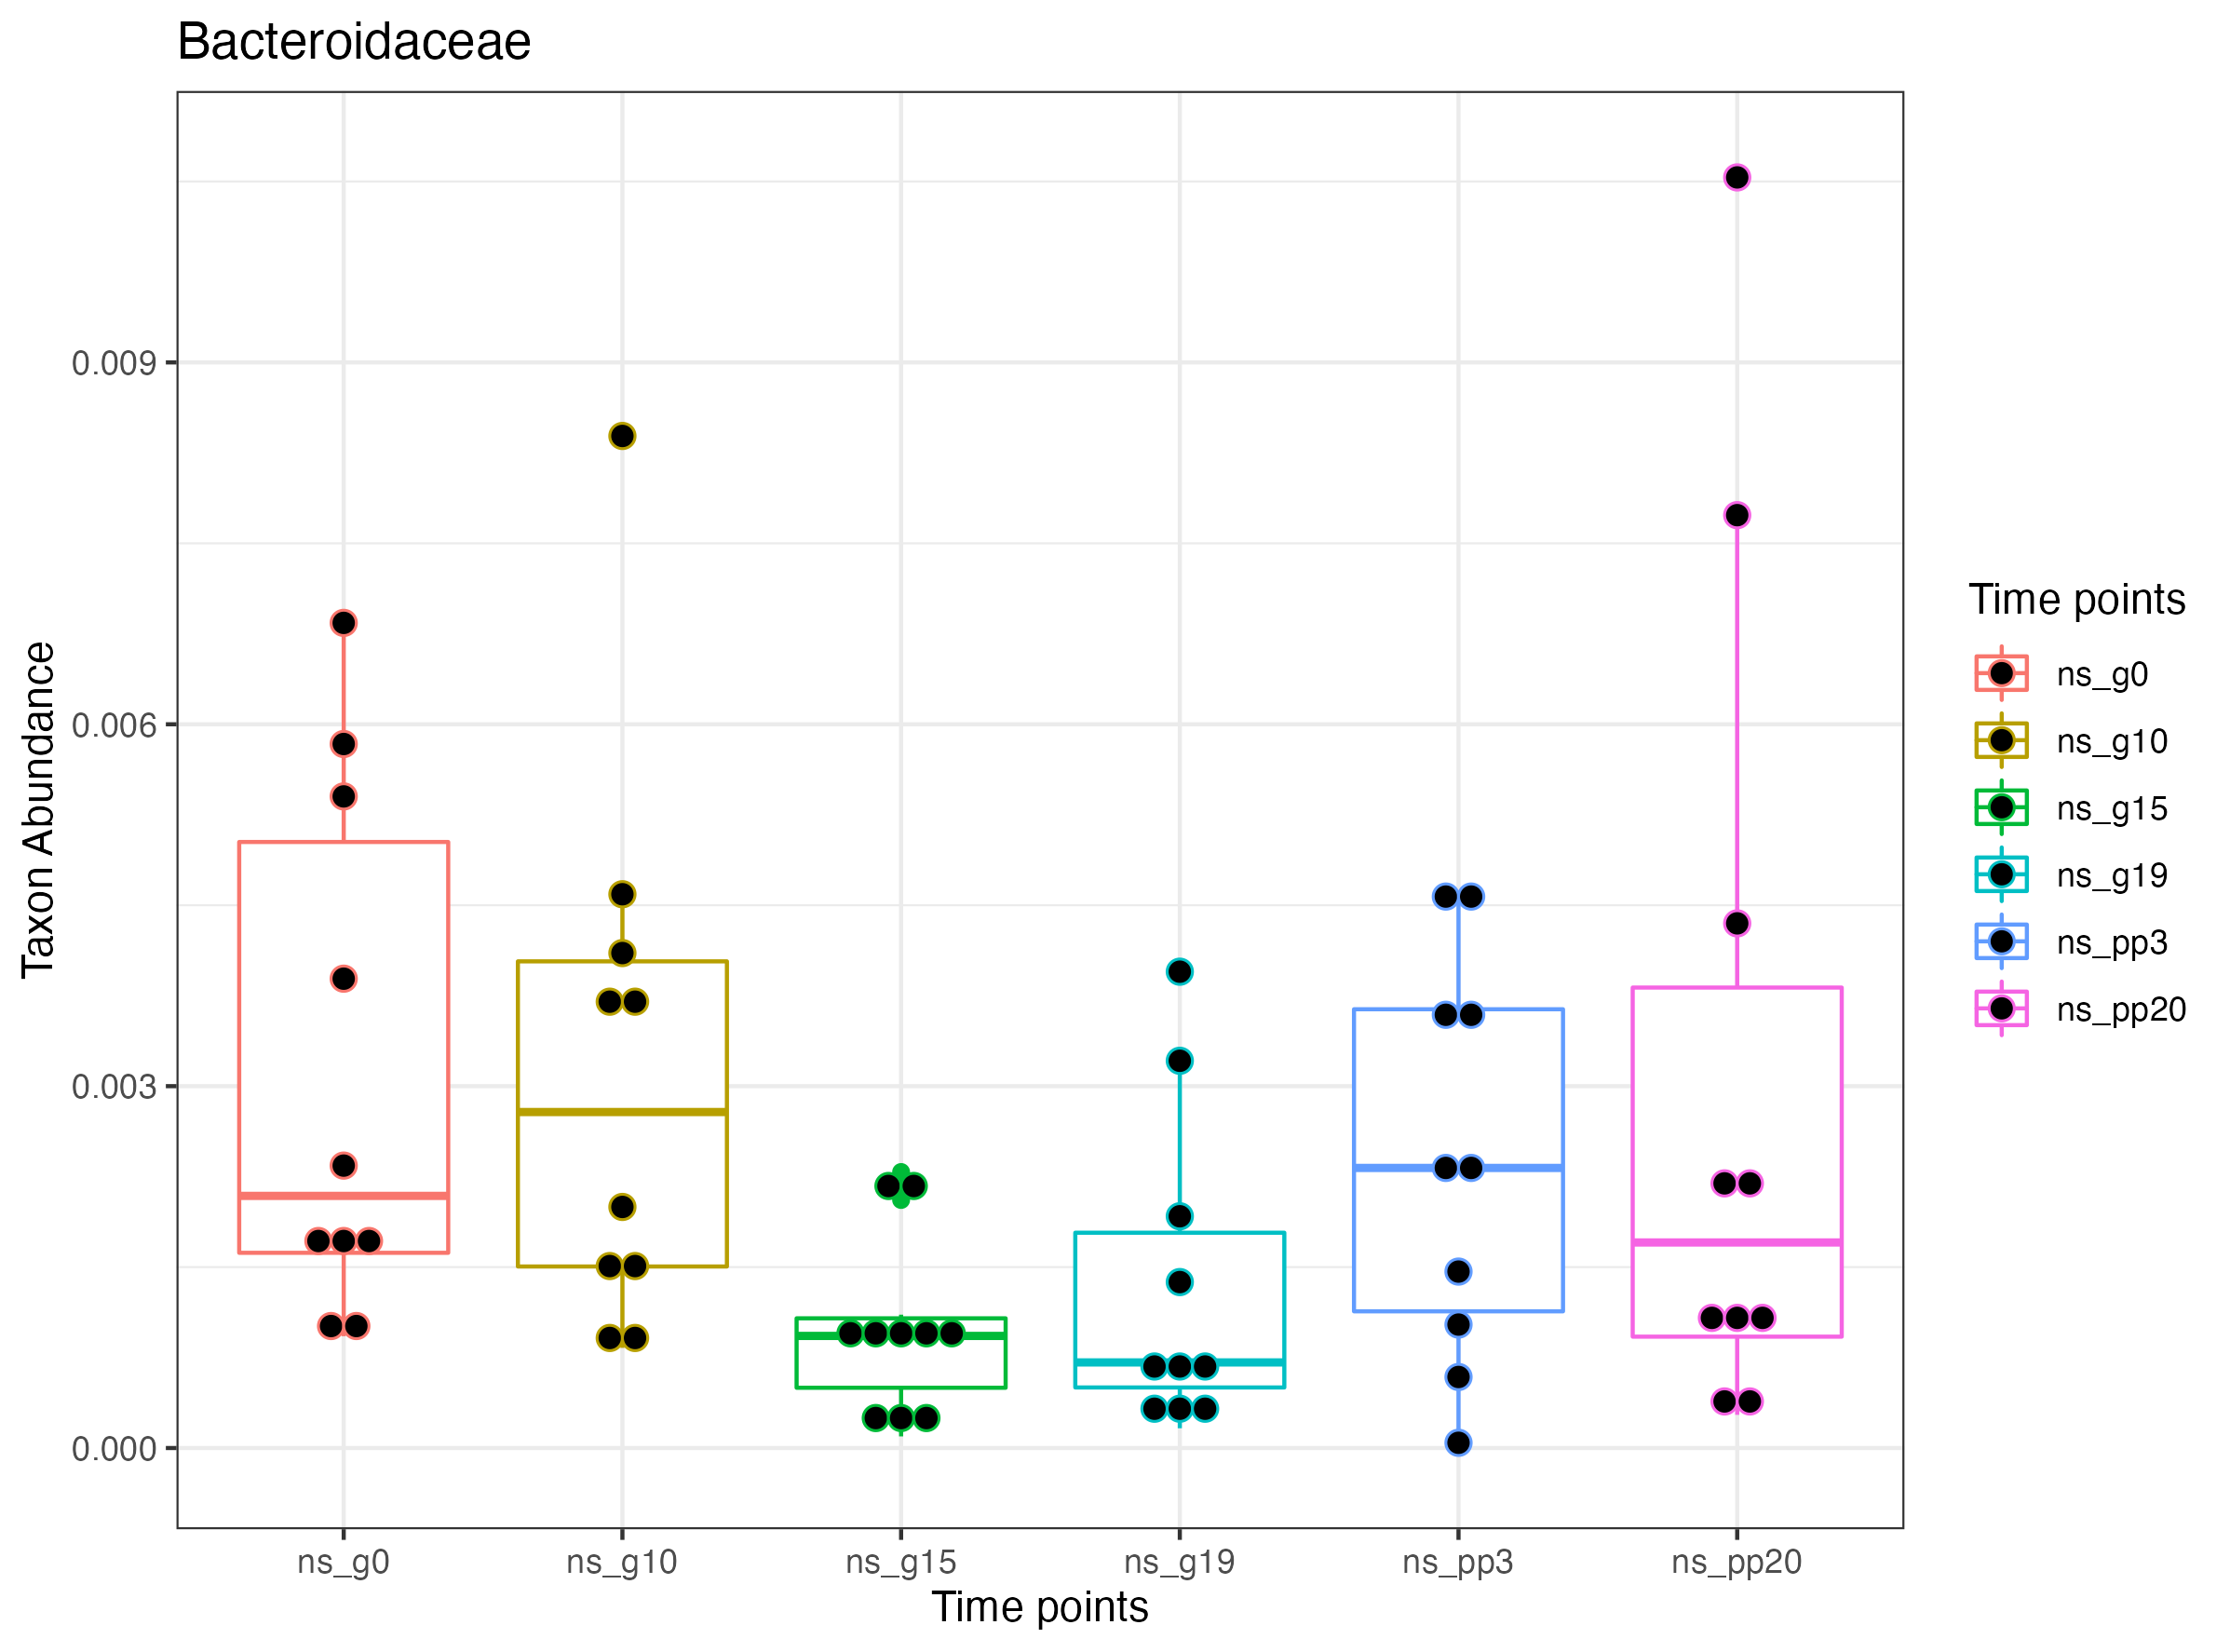 Bacteroidaceae
Taxon Abundance
0.009
0.006
0.003
0.000
ns_g0
ns_g10
ns_g15
ns_g19
ns_pp3
ns_pp20
Time points
Time points
ns_g0
ns_g10
ns_g15
ns_g19
ns_pp3
ns_pp20